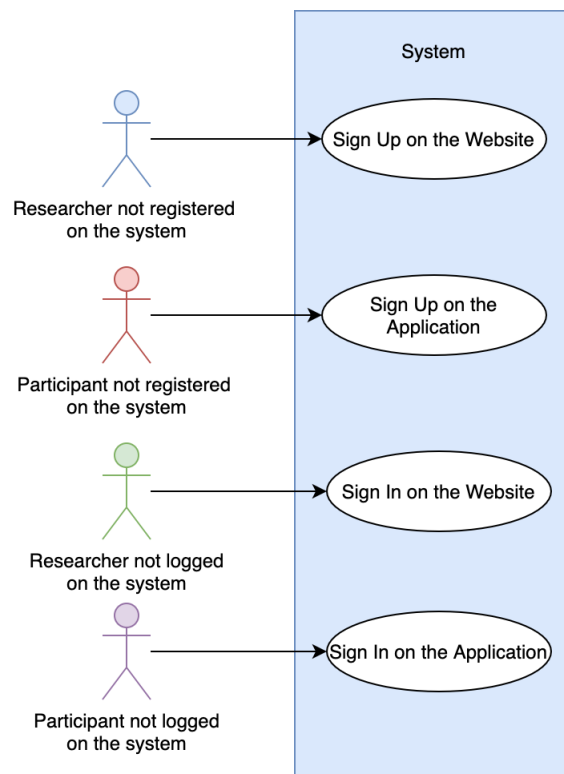 System
Sign Up on the Website
Researcher not registered
on the system
Sign Up on the
Application
Participant not registered
on the system
Sign In on the Website
Researcher not logged
on the system
Sign In on the Application
Participant not logged
on the system